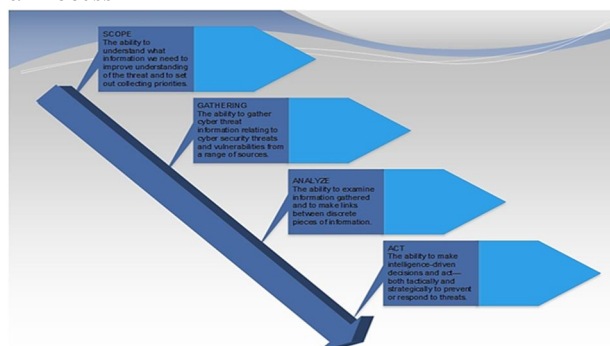 SCOPE
The ability to
understand what
information we need to
improve understanding
of the threat and to set
out collecting priorities.
GATHERING
The ability to gather
cyber threat
information relating to
cyber security threats
and vulnerabilities from
a range of sources.
ANALYZE
The ability to examine
information gathered
and to make links
between discrete
pieces of information.
ACT
The ability to make
intelligence-driven
decisions and act—
both tactically and
strategically to prevent
or respond to threats.